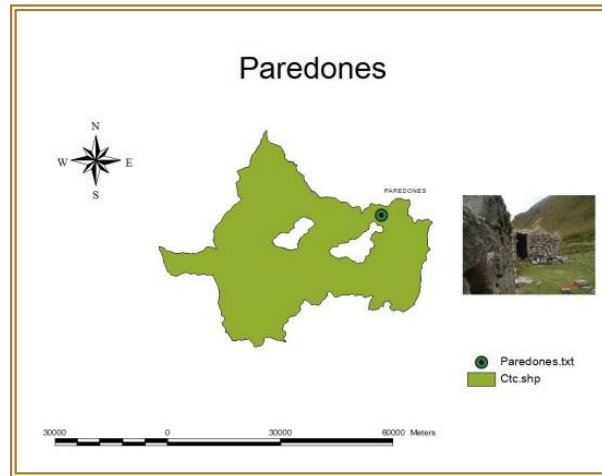 Paredones
N
W E
S
PAREDONES
Paredones.txt
Ctc.shp
30000 0 30000 60000 Meters